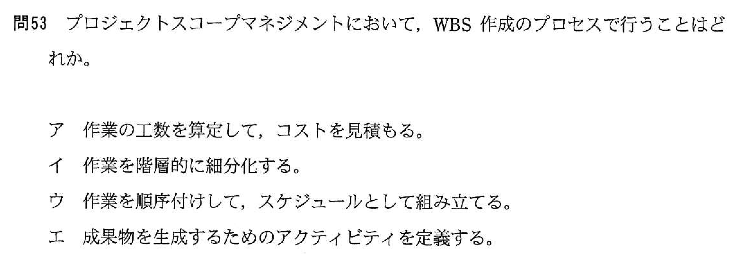 問53　プロジェクトスコープマネジメントにおいて，WBS 作成のプロセスで行うことはど
れか。
ア　作業の工数を算定して，コストを見積もる。
イ　作業を階層的に細分化する。
ウ　作業を順序付けして，スケジュールとして組み立てる。
エ　成果物を生成するためのアクティビティを定義する。